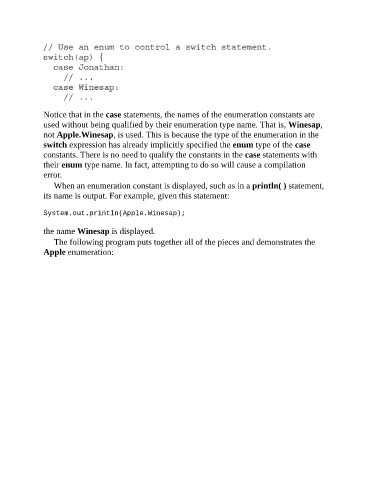 // Use an enum to control a switch statement.
switch(ap) {
  case Jonathan:
    // ...
  case Winesap:
    // ...
Notice that in the case statements, the names of the enumeration constants are
used without being qualified by their enumeration type name. That is, Winesap,
not Apple.Winesap, is used. This is because the type of the enumeration in the
switch expression has already implicitly specified the enum type of the case
constants. There is no need to qualify the constants in the case statements with
their enum type name. In fact, attempting to do so will cause a compilation
error.
When an enumeration constant is displayed, such as in a println( ) statement,
its name is output. For example, given this statement:
System.out.println(Apple.Winesap);
the name Winesap is displayed.
The following program puts together all of the pieces and demonstrates the
Apple enumeration: